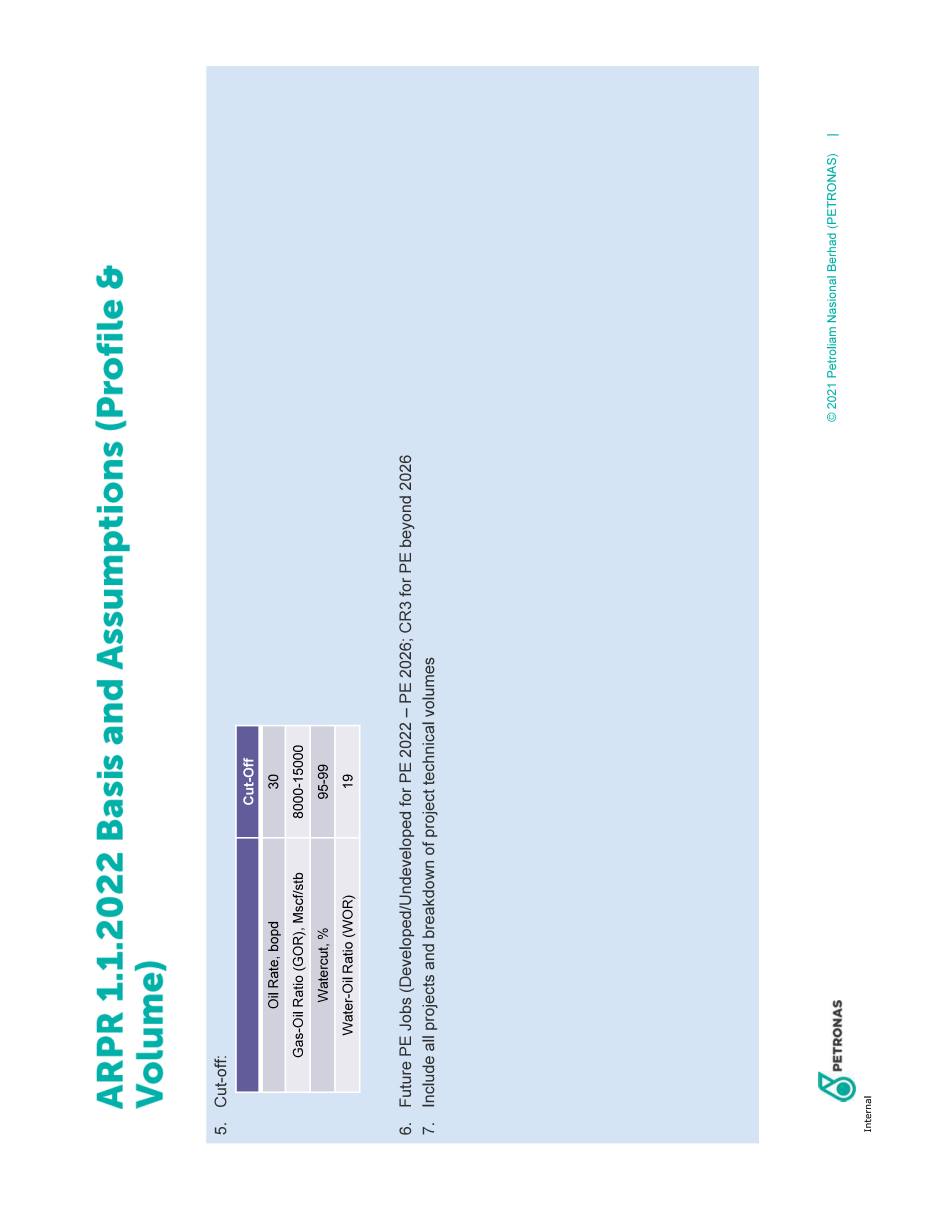 ARPR 1.1.2022 Basis and Assumptions (Profile &
Volume)
5. Cut-off:
Cut-Off
Oil Rate, bopd 30
Gas-Oil Ratio (GOR), Mscf/stb 8000-15000
Watercut, % 95-99
Water-Oil Ratio (WOR) 19
6. Future PE Jobs (Developed/Undeveloped for PE 2022 – PE 2026; CR3 for PE beyond 2026
7. Include all projects and breakdown of project technical volumes
PETRONAS
© 2021 Petroliam Nasional Berhad (PETRONAS) |
Internal